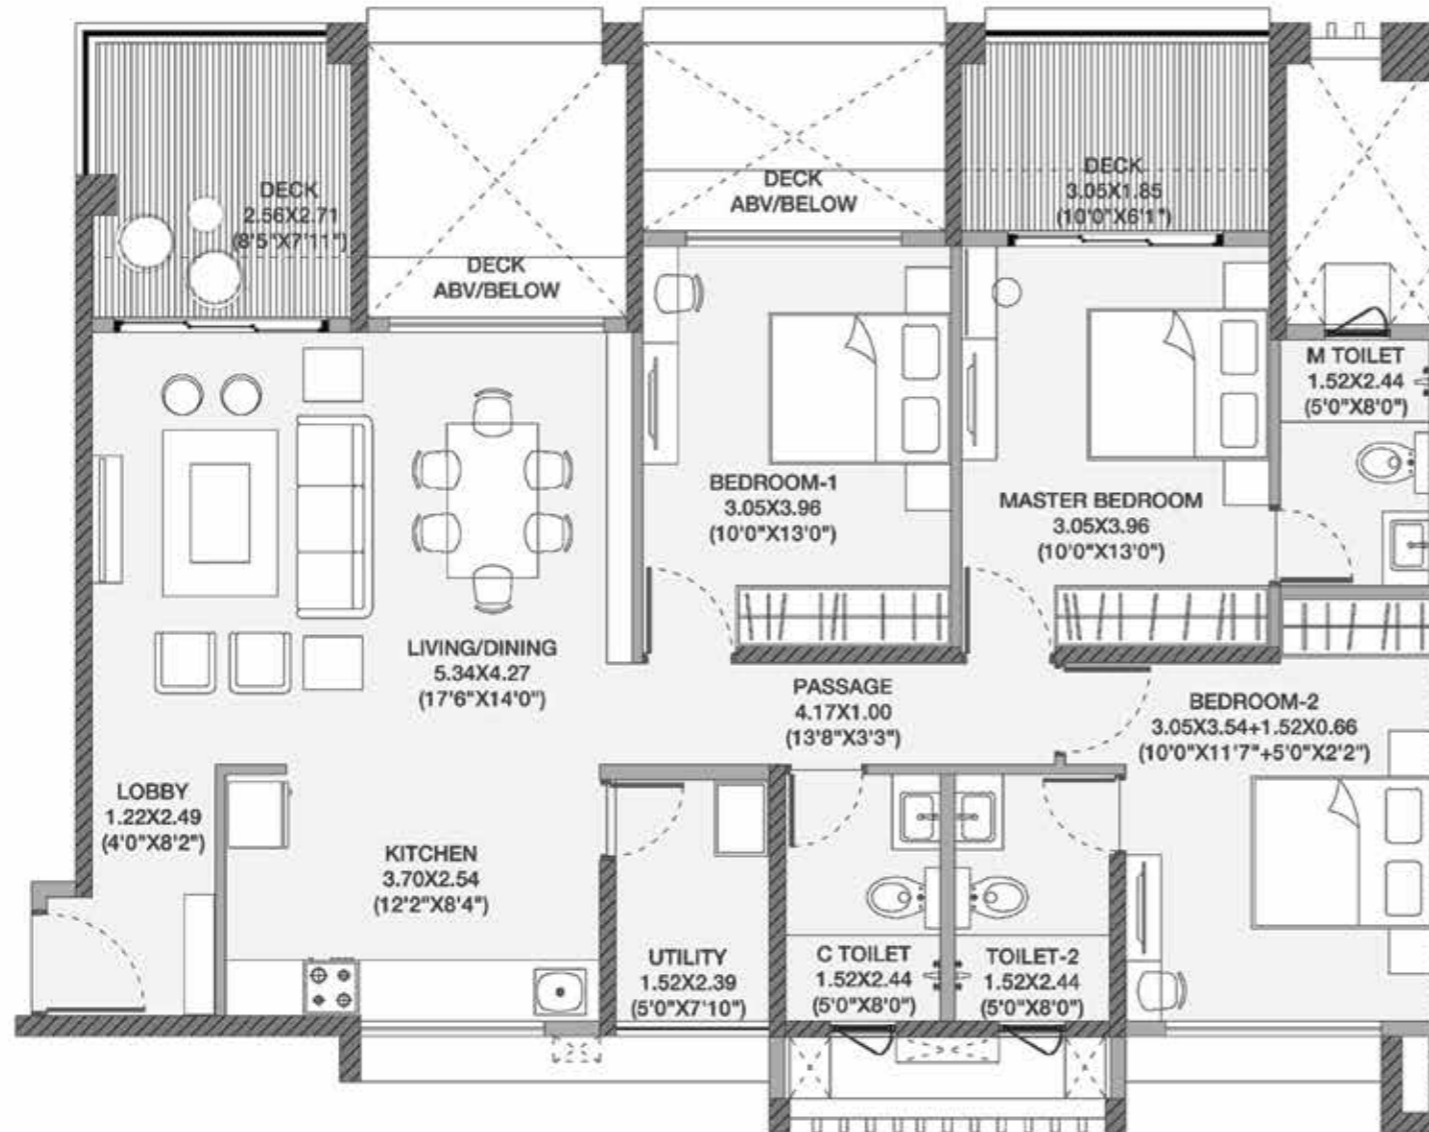 DECK
2.56X2.71
(8'5"X7'11")
DECK
ABV/BELOW
DECK
ABV/BELOW
DECK
3.05X1.85
(10'0"X6'1")
M TOILET
1.52X2.44
(5'0"X8'0")
BEDROOM-1
3.05X3.96
(10'0"X13'0")
MASTER BEDROOM
3.05X3.96
(10'0"X13'0")
LIVING/DINING
5.34X4.27
(17'6"X14'0")
PASSAGE
4.17X1.00
(13'8"X3'3")
BEDROOM-2
3.05X3.54+1.52X0.66
(10'0"X11'7"+5'0"X2'2")
LOBBY
1.22X2.49
(4'0"X8'2")
KITCHEN
3.70X2.54
(12'2"X8'4")
UTILITY
1.52X2.39
(5'0"X7'10")
C TOILET
1.52X2.44
(5'0"X8'0")
TOILET-2
1.52X2.44
(5'0"X8'0")